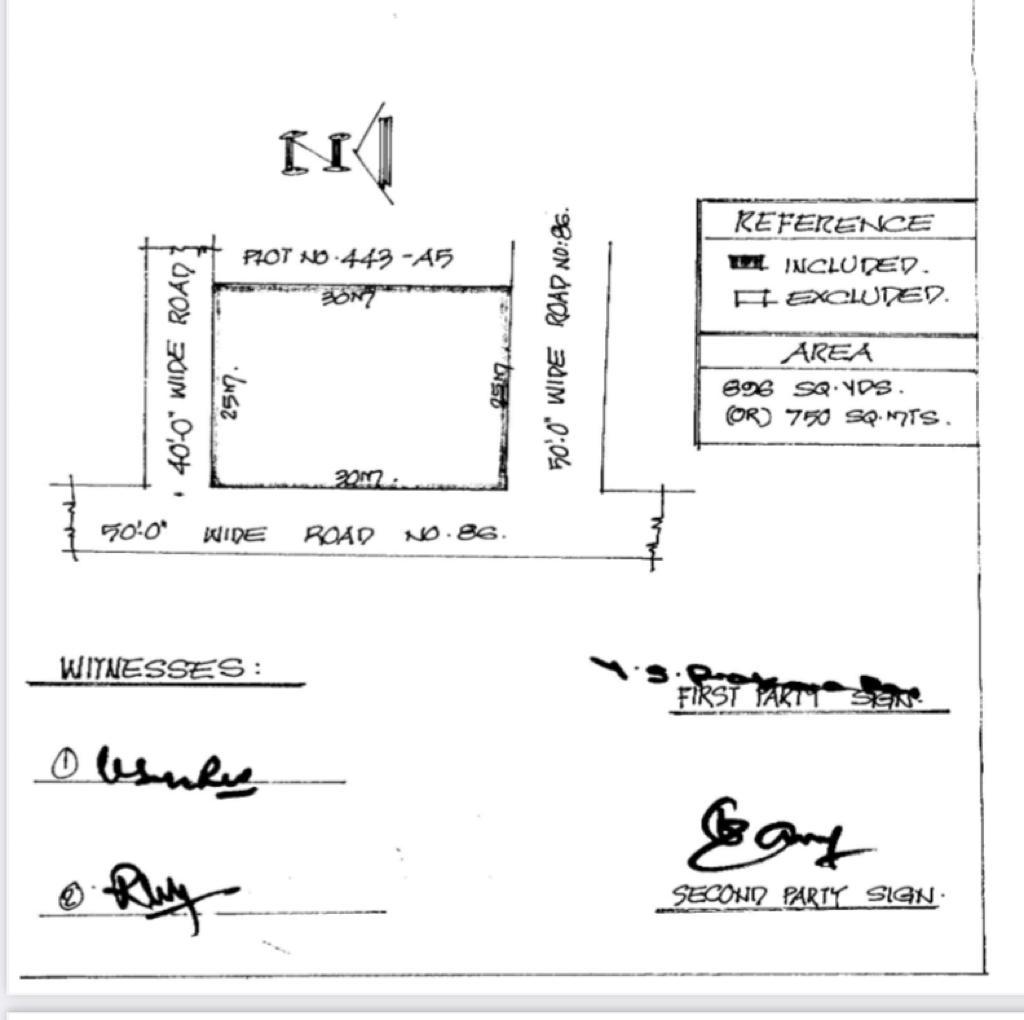 N
PLOT NO.443-A5
30M
40'-0" WIDE ROAD
25M.
25M
50'.0" WIDE ROAD NO:86.
30M.
50'.0" WIDE ROAD NO.86.
REFERENCE
INCLUDED.
EXCLUDED.
AREA
896 SQ.YDS.
(OR) 750 SQ.MTS.
WITNESSES:
FIRST PARTY SIGN.
1
2
SECOND PARTY SIGN.